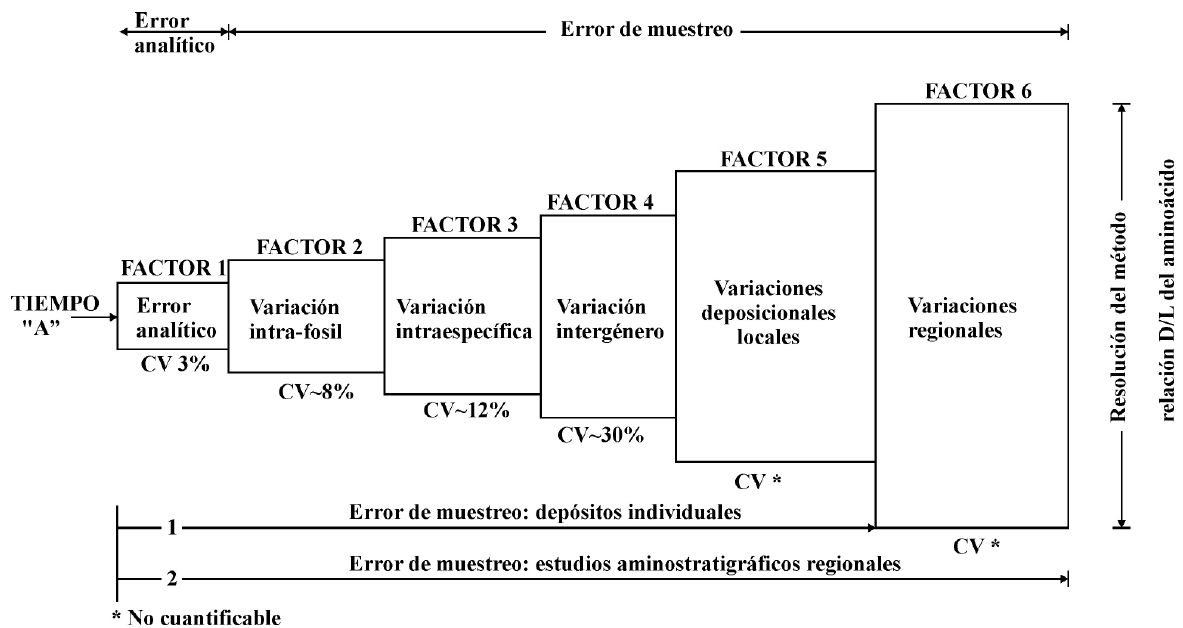 Error
analítico
Error de muestreo
FACTOR 6
FACTOR 5
FACTOR 4
FACTOR 3
FACTOR 2
FACTOR 1
TIEMPO
"A”
Error
analítico
Variación
intra-fosil
Variación
intraespecífica
Variación
intergénero
Variaciones
deposicionales
locales
Variaciones
regionales
CV 3%
CV~8%
CV~12%
CV~30%
CV *
CV *
Resolución del método
relación D/L del aminoácido
1
Error de muestreo: depósitos individuales
2
Error de muestreo: estudios aminostratigráficos regionales
* No cuantificable